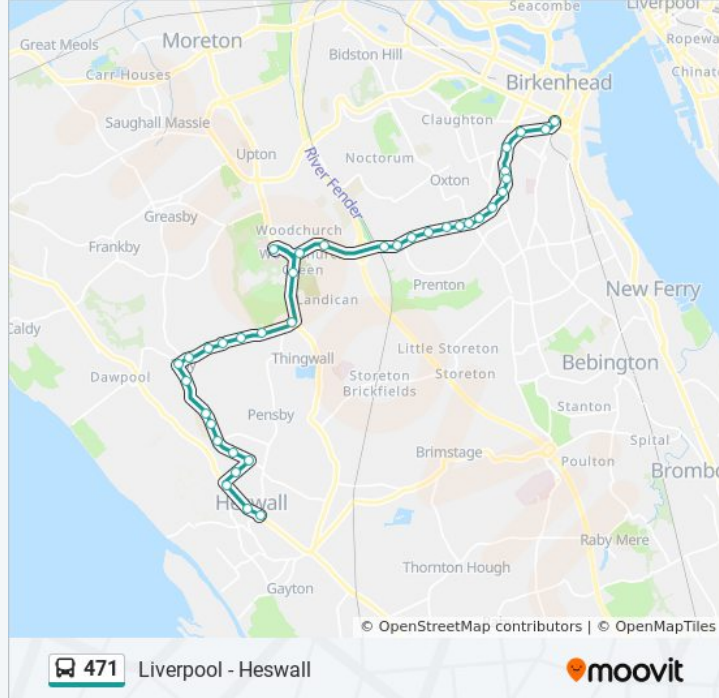 Seacombe
Liverpool
Great Meols
Moreton
Bidston Hill
Ropewa
Carr Houses
Birkenhead
Chinato
Saughall Massie
Claughton
Upton
Noctorum
River Fender
Oxton
Greasby
Woodchurch
Frankby
Green
Landican
Prenton
New Ferry
Caldy
Thingwall
Little Storeton
Bebington
Dawpool
Storeton
Brickfields
Storeton
Stanton
Pensby
Spital
Brimstage
Poulton
Brombo
Heswall
Raby Mere
Thornton Hough
Gayton
© OpenStreetMap contributors | © OpenMapTiles
471 Liverpool - Heswall
moovit